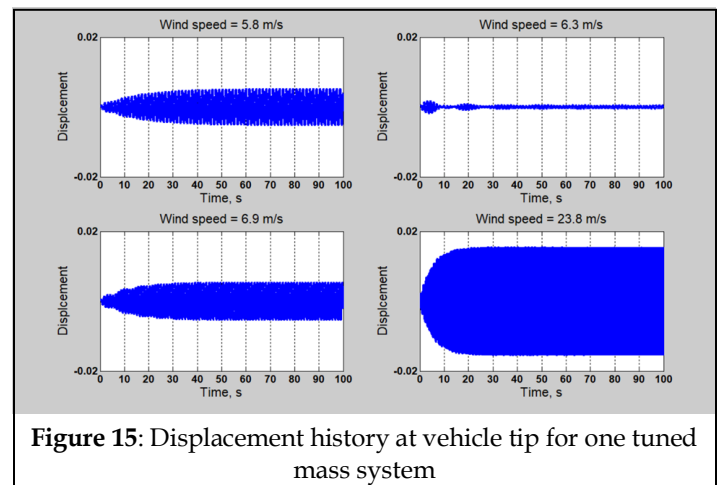 Wind speed = 5.8 m/s
0.02
Displcement
-0.02
0 10 20 30 40 50 60 70 80 90 100
Time, s
Wind speed = 6.3 m/s
0.02
Displcement
-0.02
0 10 20 30 40 50 60 70 80 90 100
Time, s
Wind speed = 6.9 m/s
0.02
Displcement
-0.02
0 10 20 30 40 50 60 70 80 90 100
Time, s
Wind speed = 23.8 m/s
0.02
Displcement
-0.02
0 10 20 30 40 50 60 70 80 90 100
Time, s
Figure 15: Displacement history at vehicle tip for one tuned
mass system